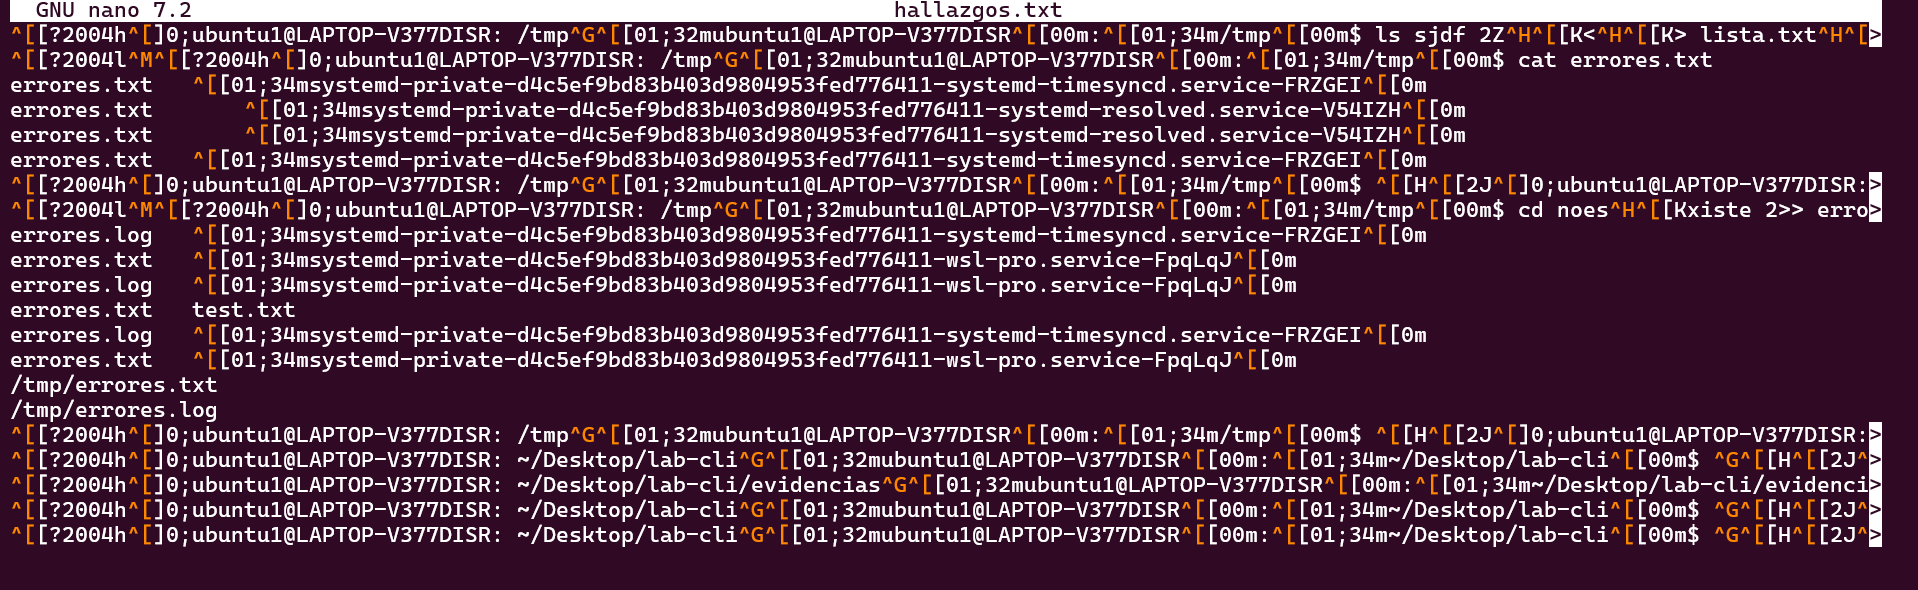 GNU nano 7.2 hallazgos.txt
^[[?2004h^[]0;ubuntu1@LAPTOP-V377DISR: /tmp^G^[[01;32mubuntu1@LAPTOP-V377DISR^[[00m:^[[01;34m/tmp^[[00m$ ls sjdf 2Z^H^[[K<^H^[[K> lista.txt^H^[>
^[[?2004l^M^[[?2004h^[]0;ubuntu1@LAPTOP-V377DISR: /tmp^G^[[01;32mubuntu1@LAPTOP-V377DISR^[[00m:^[[01;34m/tmp^[[00m$ cat errores.txt
errores.txt   ^[[01;34msystemd-private-d4c5ef9bd83b403d9804953fed776411-systemd-timesyncd.service-FRZGEI^[[0m
errores.txt       ^[[01;34msystemd-private-d4c5ef9bd83b403d9804953fed776411-systemd-resolved.service-V54IZH^[[0m
errores.txt       ^[[01;34msystemd-private-d4c5ef9bd83b403d9804953fed776411-systemd-resolved.service-V54IZH^[[0m
errores.txt   ^[[01;34msystemd-private-d4c5ef9bd83b403d9804953fed776411-systemd-timesyncd.service-FRZGEI^[[0m
^[[?2004h^[]0;ubuntu1@LAPTOP-V377DISR: /tmp^G^[[01;32mubuntu1@LAPTOP-V377DISR^[[00m:^[[01;34m/tmp^[[00m$ ^[[H^[[2J^[]0;ubuntu1@LAPTOP-V377DISR:>
^[[?2004l^M^[[?2004h^[]0;ubuntu1@LAPTOP-V377DISR: /tmp^G^[[01;32mubuntu1@LAPTOP-V377DISR^[[00m:^[[01;34m/tmp^[[00m$ cd noes^H^[[Kxiste 2>> erro>
errores.log   ^[[01;34msystemd-private-d4c5ef9bd83b403d9804953fed776411-systemd-timesyncd.service-FRZGEI^[[0m
errores.txt   ^[[01;34msystemd-private-d4c5ef9bd83b403d9804953fed776411-wsl-pro.service-FpqLqJ^[[0m
errores.log   ^[[01;34msystemd-private-d4c5ef9bd83b403d9804953fed776411-wsl-pro.service-FpqLqJ^[[0m
errores.txt   test.txt
errores.log   ^[[01;34msystemd-private-d4c5ef9bd83b403d9804953fed776411-systemd-timesyncd.service-FRZGEI^[[0m
errores.txt   ^[[01;34msystemd-private-d4c5ef9bd83b403d9804953fed776411-wsl-pro.service-FpqLqJ^[[0m
/tmp/errores.txt
/tmp/errores.log
^[[?2004h^[]0;ubuntu1@LAPTOP-V377DISR: /tmp^G^[[01;32mubuntu1@LAPTOP-V377DISR^[[00m:^[[01;34m/tmp^[[00m$ ^[[H^[[2J^[]0;ubuntu1@LAPTOP-V377DISR:>
^[[?2004h^[]0;ubuntu1@LAPTOP-V377DISR: ~/Desktop/lab-cli^G^[[01;32mubuntu1@LAPTOP-V377DISR^[[00m:^[[01;34m~/Desktop/lab-cli^[[00m$ ^G^[[H^[[2J^>
^[[?2004h^[]0;ubuntu1@LAPTOP-V377DISR: ~/Desktop/lab-cli/evidencias^G^[[01;32mubuntu1@LAPTOP-V377DISR^[[00m:^[[01;34m~/Desktop/lab-cli/evidenci>
^[[?2004h^[]0;ubuntu1@LAPTOP-V377DISR: ~/Desktop/lab-cli^G^[[01;32mubuntu1@LAPTOP-V377DISR^[[00m:^[[01;34m~/Desktop/lab-cli^[[00m$ ^G^[[H^[[2J^>
^[[?2004h^[]0;ubuntu1@LAPTOP-V377DISR: ~/Desktop/lab-cli^G^[[01;32mubuntu1@LAPTOP-V377DISR^[[00m:^[[01;34m~/Desktop/lab-cli^[[00m$ ^G^[[H^[[2J^>